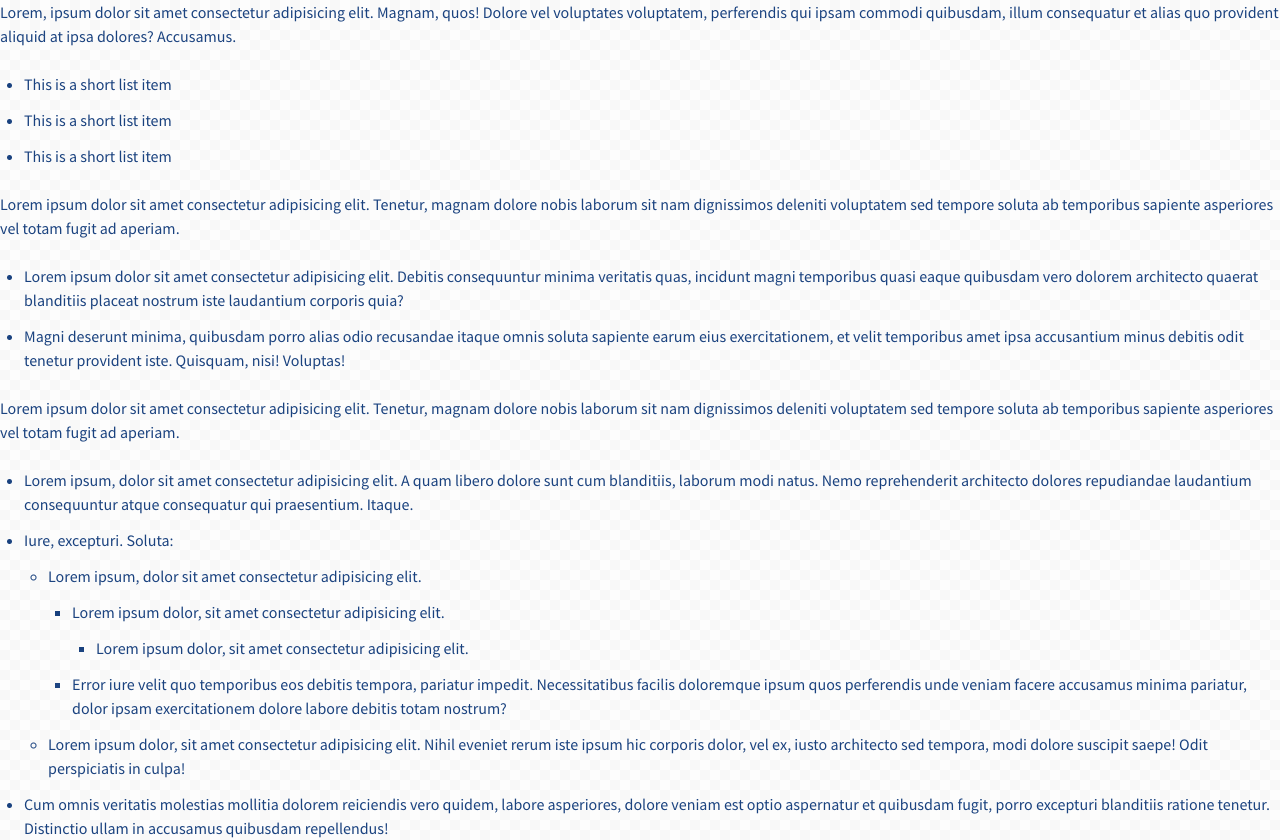 Lorem, ipsum dolor sit amet consectetur adipisicing elit. Magnam, quos! Dolore vel voluptates voluptatem, perferendis qui ipsam commodi quibusdam, illum consequatur et alias quo provident
aliquid at ipsa dolores? Accusamus.
• This is a short list item
• This is a short list item
• This is a short list item
Lorem ipsum dolor sit amet consectetur adipisicing elit. Tenetur, magnam dolore nobis laborum sit nam dignissimos deleniti voluptatem sed tempore soluta ab temporibus sapiente asperiores
vel totam fugit ad aperiam.
• Lorem ipsum dolor sit amet consectetur adipisicing elit. Debitis consequuntur minima veritatis quas, incidunt magni temporibus quasi eaque quibusdam vero dolorem architecto quaerat
blanditiis placeat nostrum iste laudantium corporis quia?
• Magni deserunt minima, quibusdam porro alias odio recusandae itaque omnis soluta sapiente earum eius exercitationem, et velit temporibus amet ipsa accusantium minus debitis odit
tenetur provident iste. Quisquam, nisi! Voluptas!
Lorem ipsum dolor sit amet consectetur adipisicing elit. Tenetur, magnam dolore nobis laborum sit nam dignissimos deleniti voluptatem sed tempore soluta ab temporibus sapiente asperiores
vel totam fugit ad aperiam.
• Lorem ipsum, dolor sit amet consectetur adipisicing elit. A quam libero dolore sunt cum blanditiis, laborum modi natus. Nemo reprehenderit architecto dolores repudiandae laudantium
consequuntur atque consequatur qui praesentium. Itaque.
• Iure, excepturi. Soluta:
◦ Lorem ipsum, dolor sit amet consectetur adipisicing elit.
▪ Lorem ipsum dolor, sit amet consectetur adipisicing elit.
▪ Lorem ipsum dolor, sit amet consectetur adipisicing elit.
▪ Error iure velit quo temporibus eos debitis tempora, pariatur impedit. Necessitatibus facilis doloremque ipsum quos perferendis unde veniam facere accusamus minima pariatur,
dolor ipsam exercitationem dolore labore debitis totam nostrum?
◦ Lorem ipsum dolor, sit amet consectetur adipisicing elit. Nihil eveniet rerum iste ipsum hic corporis dolor, vel ex, iusto architecto sed tempora, modi dolore suscipit saepe! Odit
perspiciatis in culpa!
• Cum omnis veritatis molestias mollitia dolorem reiciendis vero quidem, labore asperiores, dolore veniam est optio aspernatur et quibusdam fugit, porro excepturi blanditiis ratione tenetur.
Distinctio ullam in accusamus quibusdam repellendus!